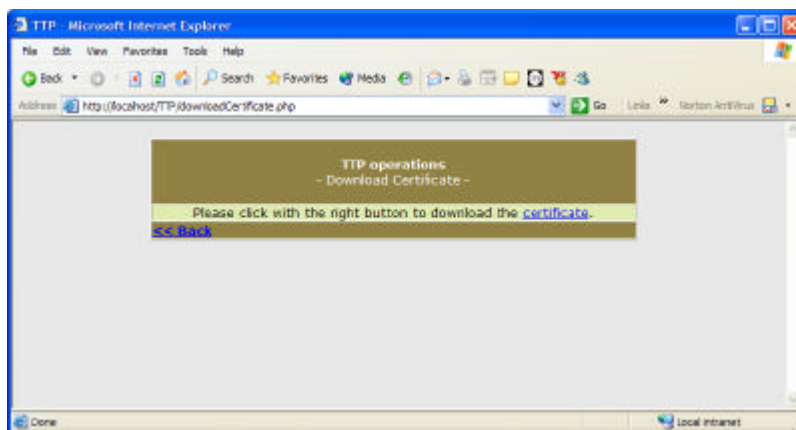 TTP - Microsoft Internet Explorer
File Edit View Favorites Tools Help
Back Search Favorites Media
Address http://localhost/TTP/downloadCertificate.php Go Links » Norton AntiVirus
TTP operations
- Download Certificate -
Please click with the right button to download the certificate.
<< Back
Done Local intranet